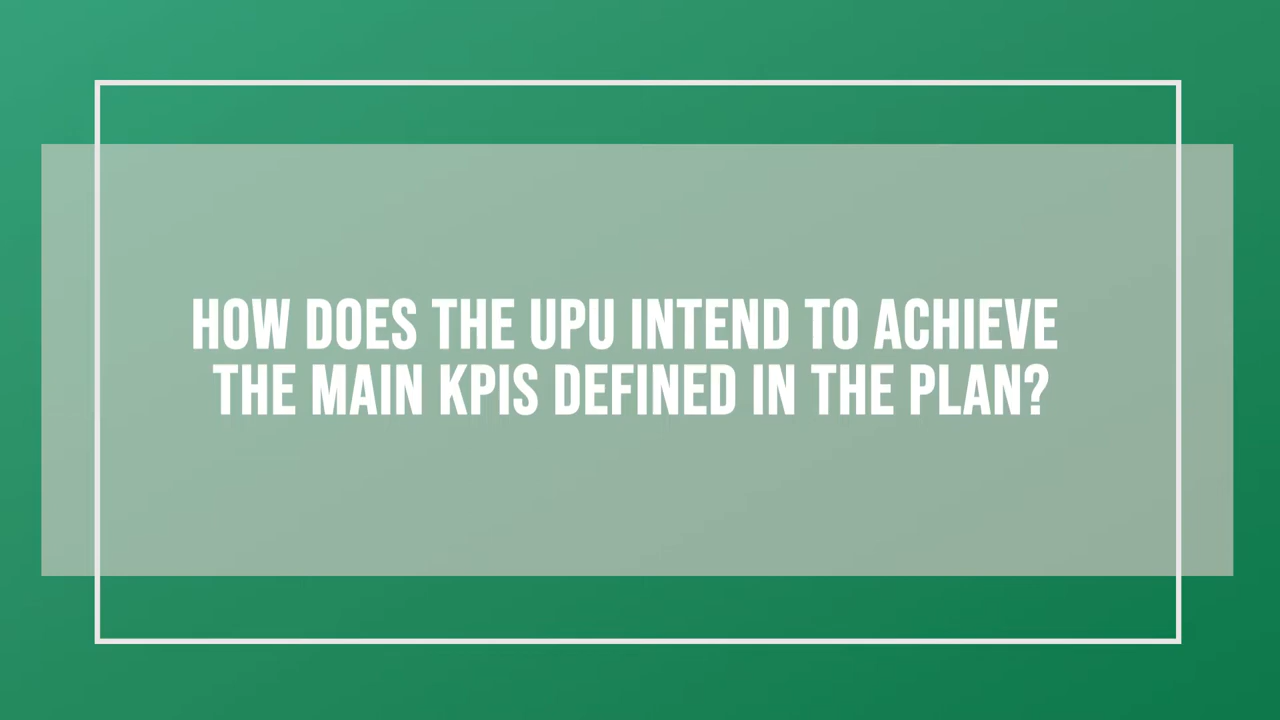 HOW DOES THE UPU INTEND TO ACHIEVE
THE MAIN KPIS DEFINED IN THE PLAN?